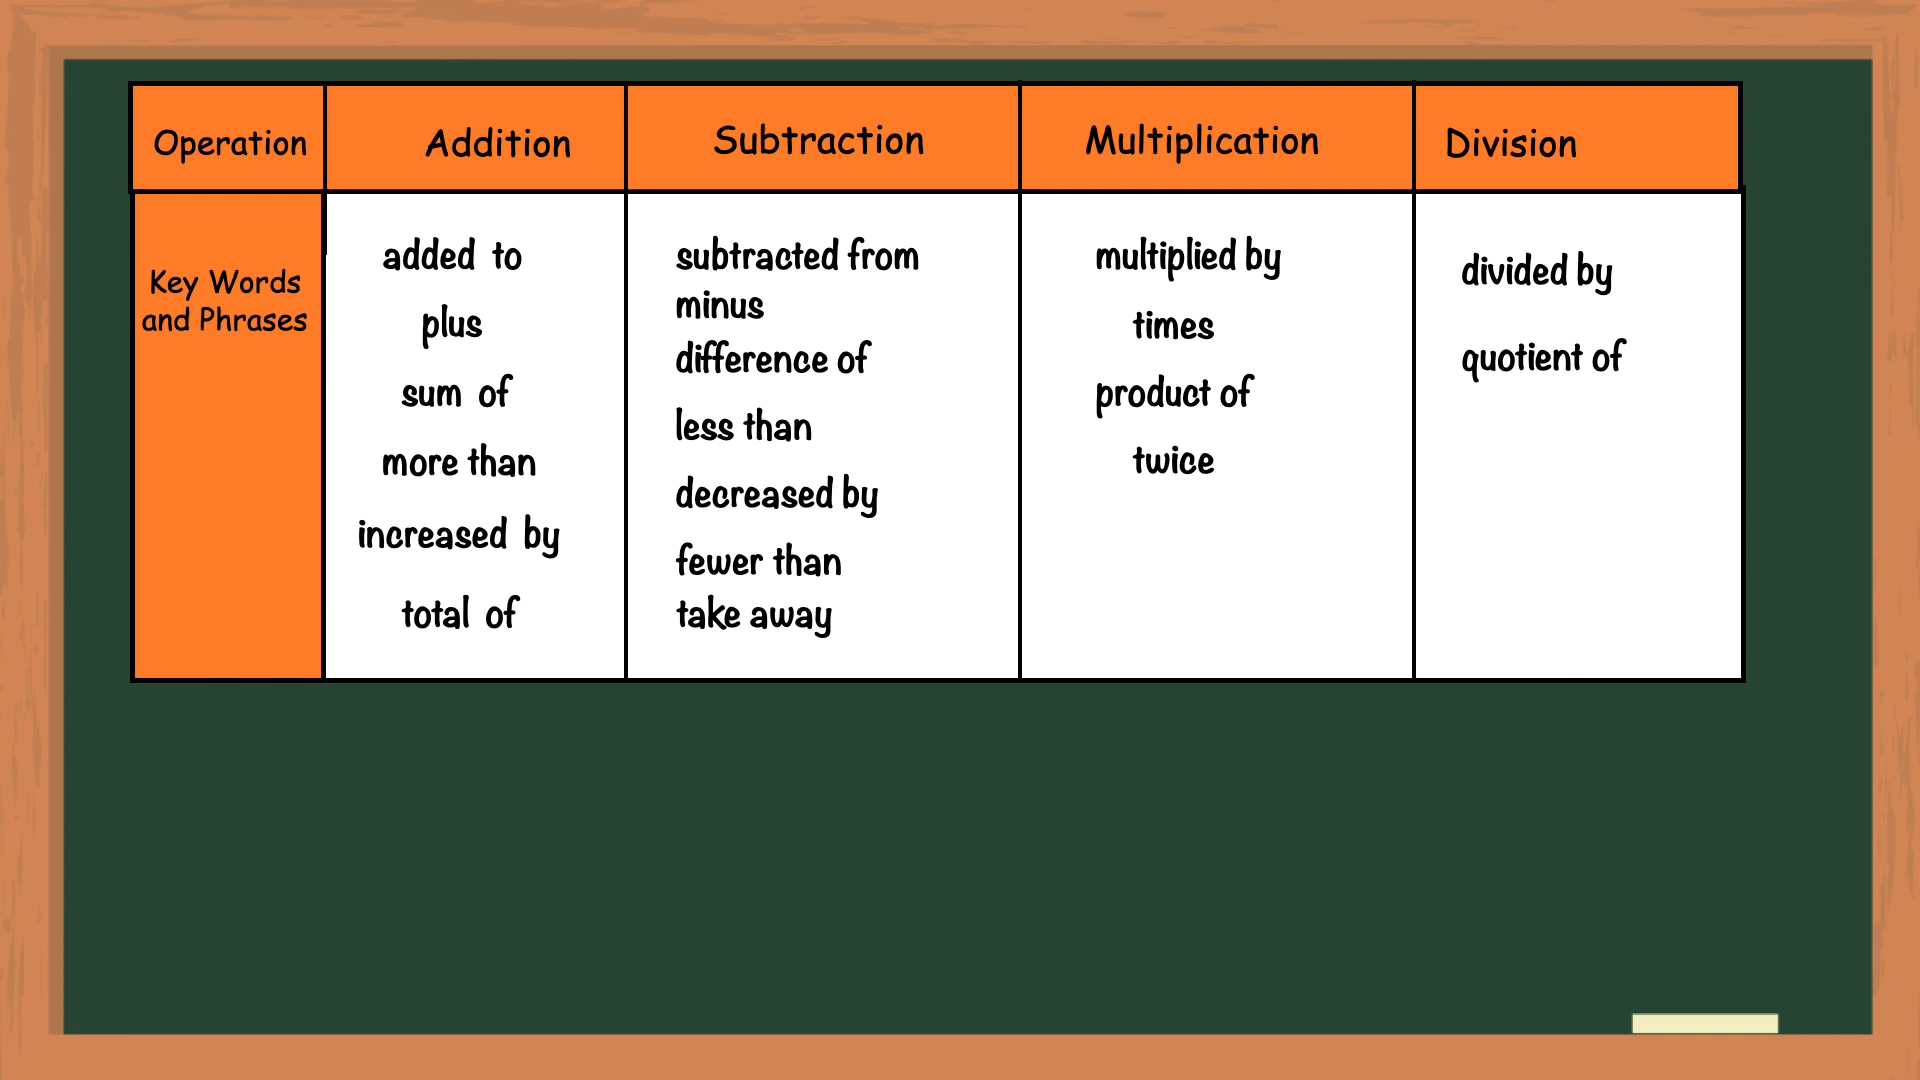 Operation Addition Subtraction Multiplication Division
Key Words
and Phrases
added to
plus
sum of
more than
increased by
total of
subtracted from
minus
difference of
less than
decreased by
fewer than
take away
multiplied by
times
product of
twice
divided by
quotient of